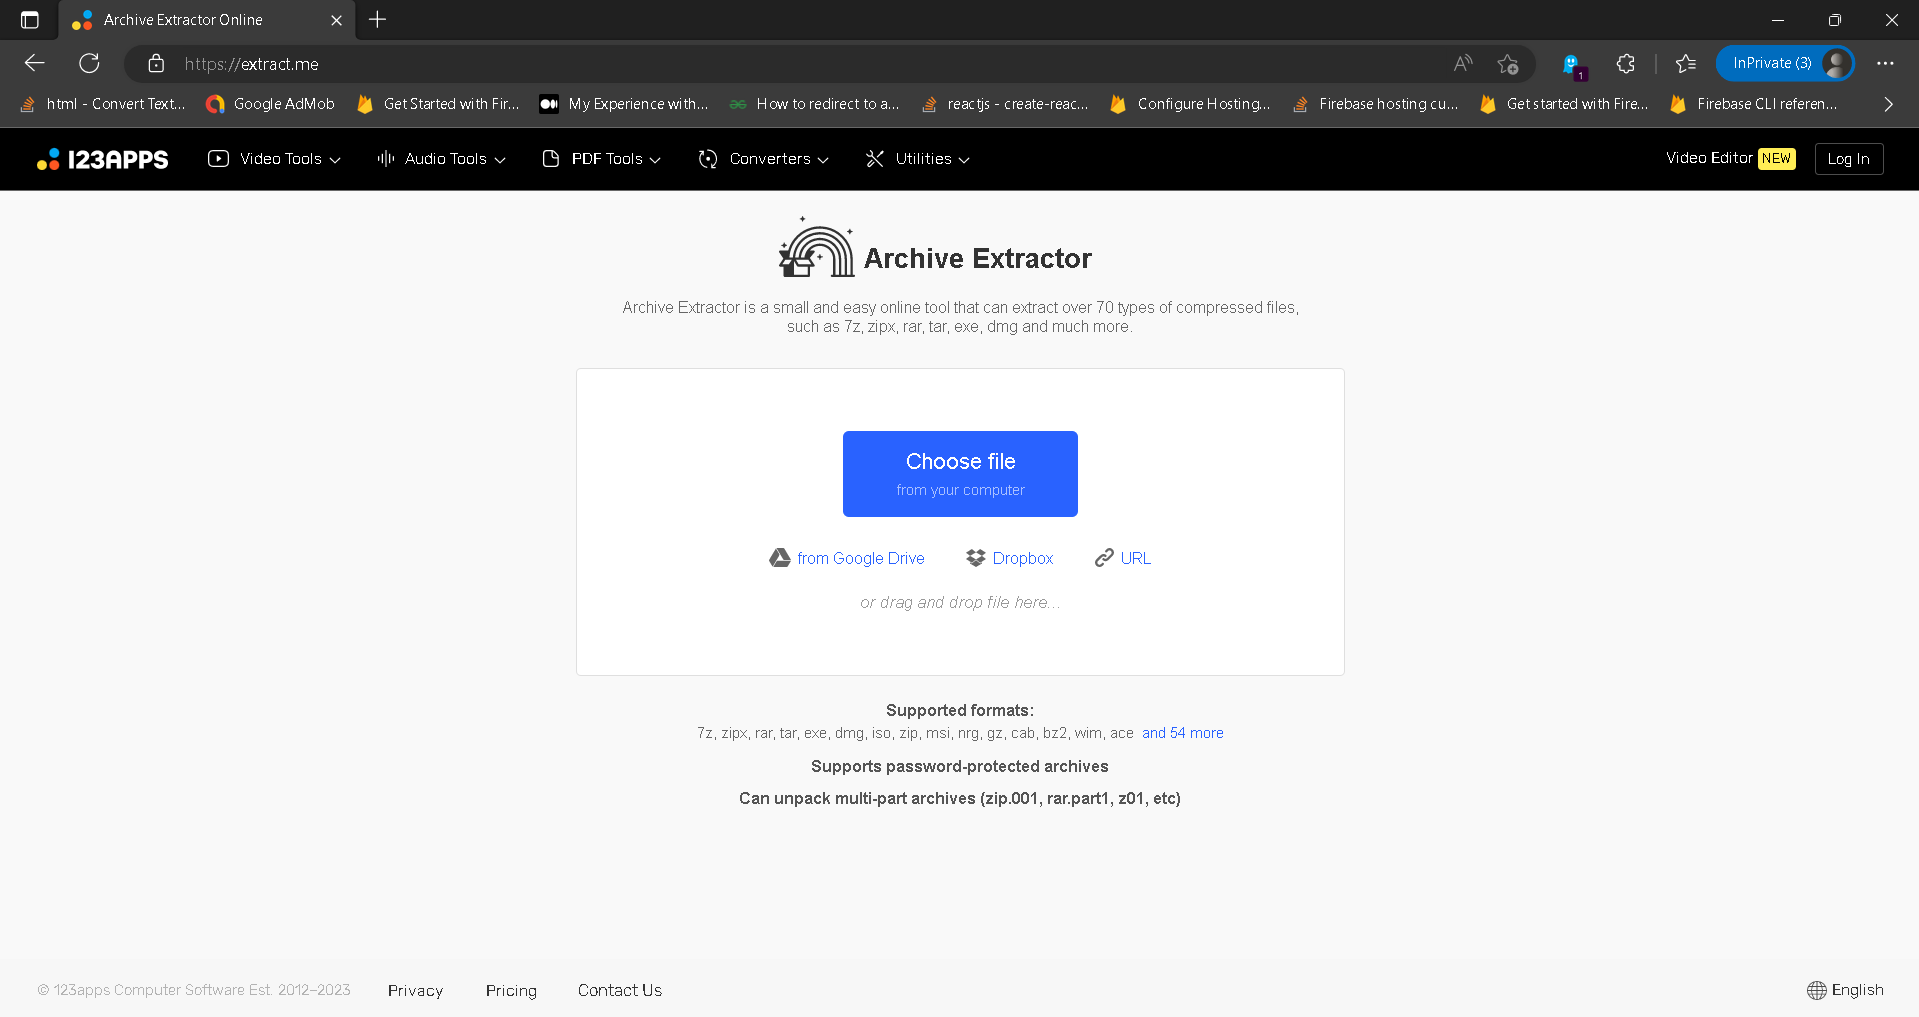 Archive Extractor Online
https://extract.me
A
1
InPrivate (3)
html - Convert Text...
Google AdMob
Get Started with Fir...
My Experience with...
How to redirect to a...
reactjs - create-reac...
Configure Hosting...
Firebase hosting cu...
Get started with Fire...
Firebase CLI referen...
123APPS
Video Tools
Audio Tools
PDF Tools
Converters
Utilities
Video Editor NEW
Log In
Archive Extractor
Archive Extractor is a small and easy online tool that can extract over 70 types of compressed files,
such as 7z, zipx, rar, tar, exe, dmg and much more.
Choose file
from your computer
from Google Drive
Dropbox
URL
or drag and drop file here...
Supported formats:
7z, zipx, rar, tar, exe, dmg, iso, zip, msi, nrg, gz, cab, bz2, wim, ace and 54 more
Supports password-protected archives
Can unpack multi-part archives (zip.001, rar.part1, z01, etc)
© 123apps Computer Software Est. 2012–2023
Privacy
Pricing
Contact Us
English